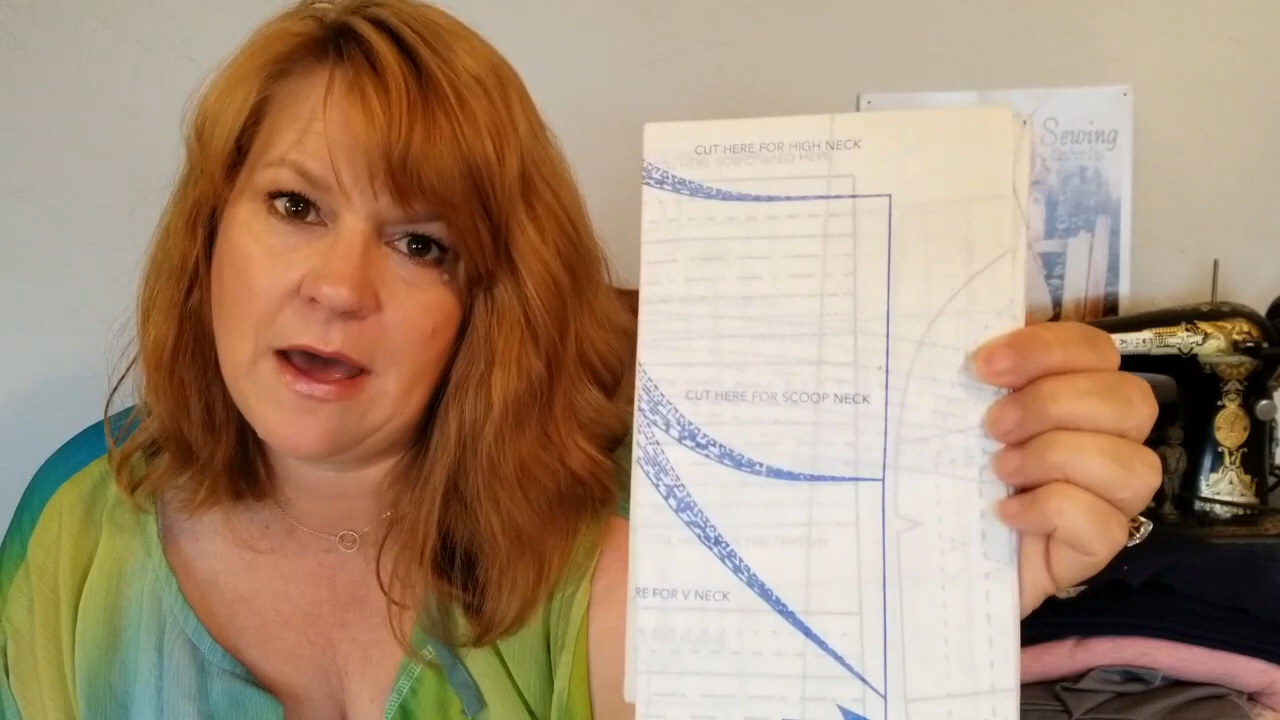 CUT HERE FOR HIGH NECK
Sewing
CUT HERE FOR SCOOP NECK
RE FOR V NECK